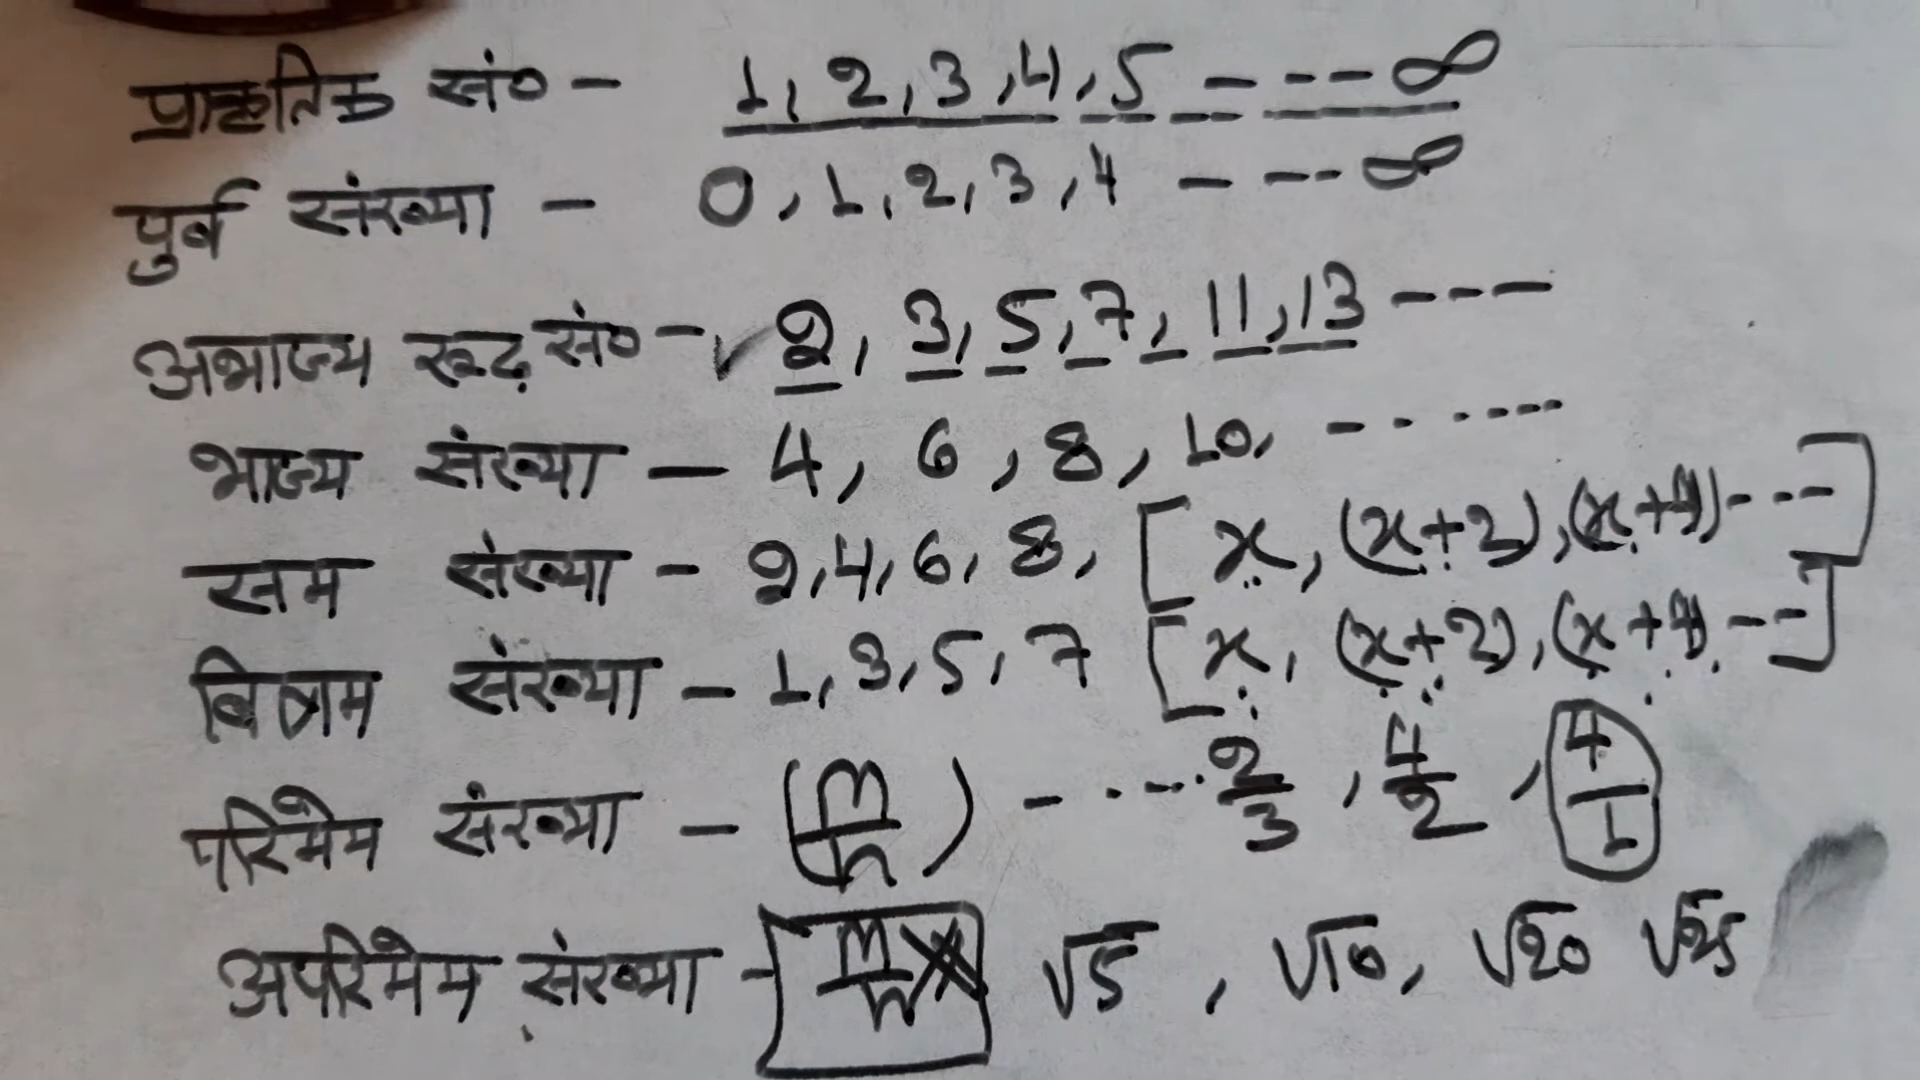 प्राकृतिक सं० - 1, 2, 3, 4, 5 - - - - ∞
पुर्व संख्या - 0, 1, 2, 3, 4 - - - - ∞
अभाज्य रूढ़ सं० - ✓ 2, 3, 5, 7, 11, 13 - - -
भाज्य संख्या - 4, 6, 8, 10, - - - - - -
सम संख्या - 2, 4, 6, 8, [x, (x+2), (x+4) - - -]
विषम संख्या - 1, 3, 5, 7 [x, (x+2), (x+4) - - -]
परिमेम संख्या - (m/n) - - - - - 2/3, 4/2, 4/1
अपरिमेम संख्या - m/n X √5, √10, √20 √25